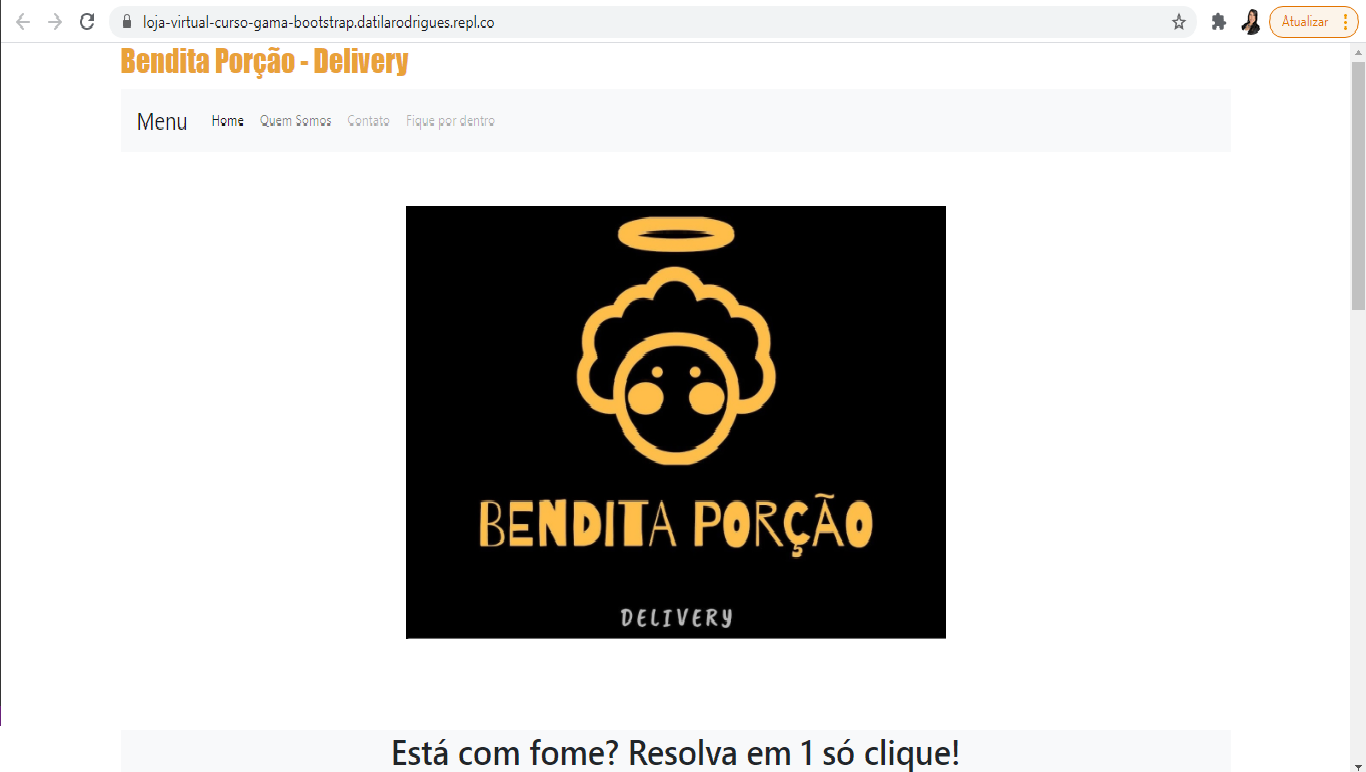 loja-virtual-curso-gama-bootstrap.datilarodrigues.repl.co
Atualizar
Bendita Porção - Delivery
Menu Home Quem Somos Contato Fique por dentro
BENDITA PORÇÃO
DELIVERY
Está com fome? Resolva em 1 só clique!